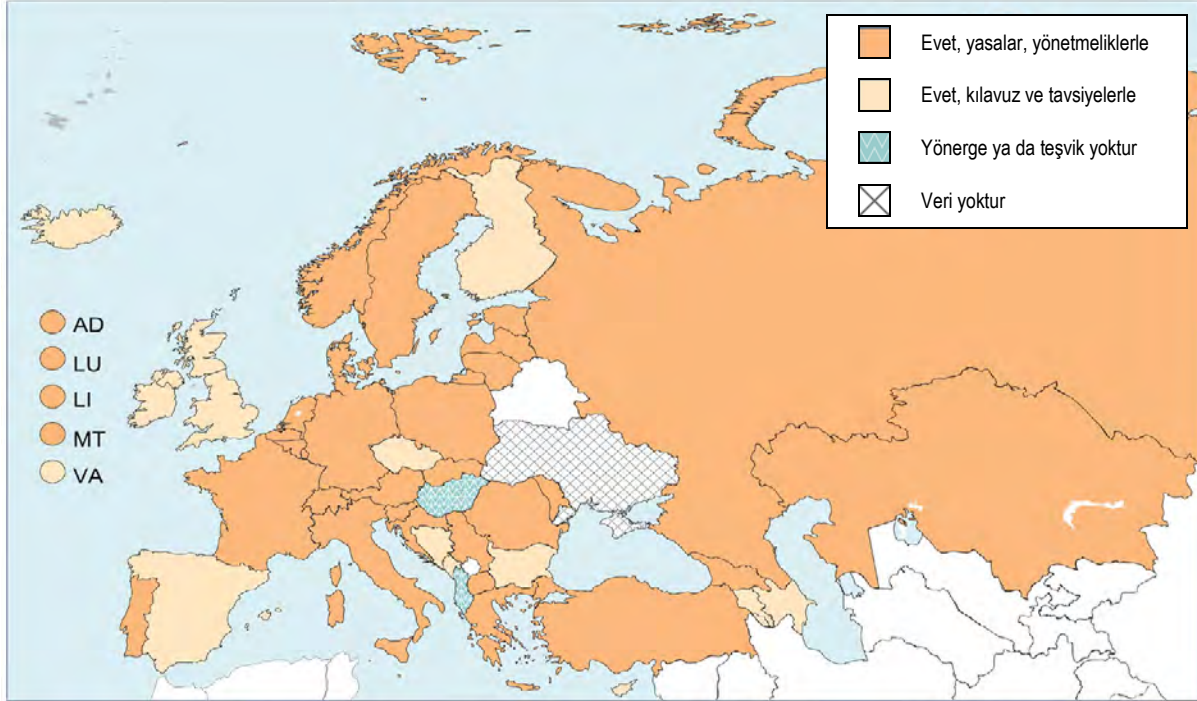 Evet, yasalar, yönetmeliklerle
Evet, kılavuz ve tavsiyelerle
Yönerge ya da teşvik yoktur
Veri yoktur
AD
LU
LI
MT
VA